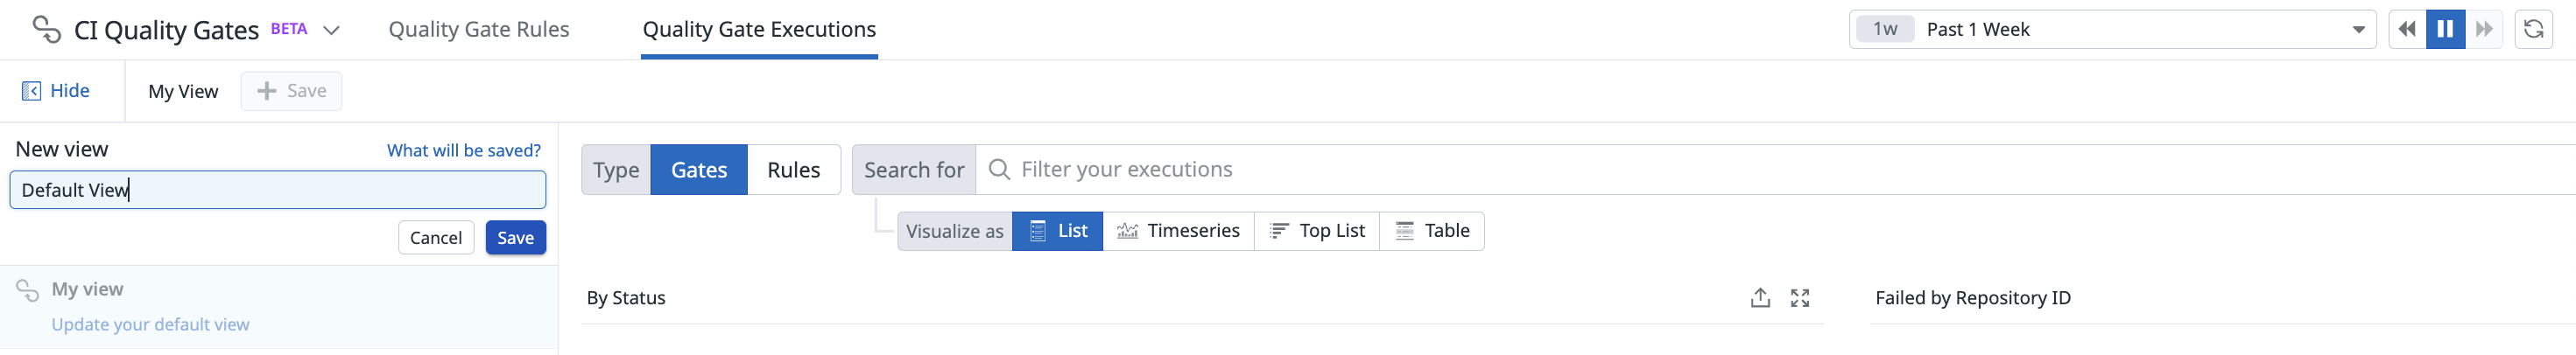 CI Quality Gates BETA Quality Gate Rules Quality Gate Executions 1w Past 1 Week
Hide My View + Save
New view What will be saved?
Default View
Cancel Save
My view
Update your default view
Type Gates Rules Search for Filter your executions
Visualize as List Timeseries Top List Table
By Status Failed by Repository ID